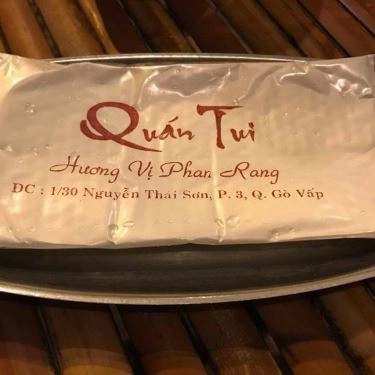 Quán Tui
Hương Vị Phan Rang
ĐC : 1/30 Nguyễn Thái Sơn, P. 3, Q. Gò Vấp